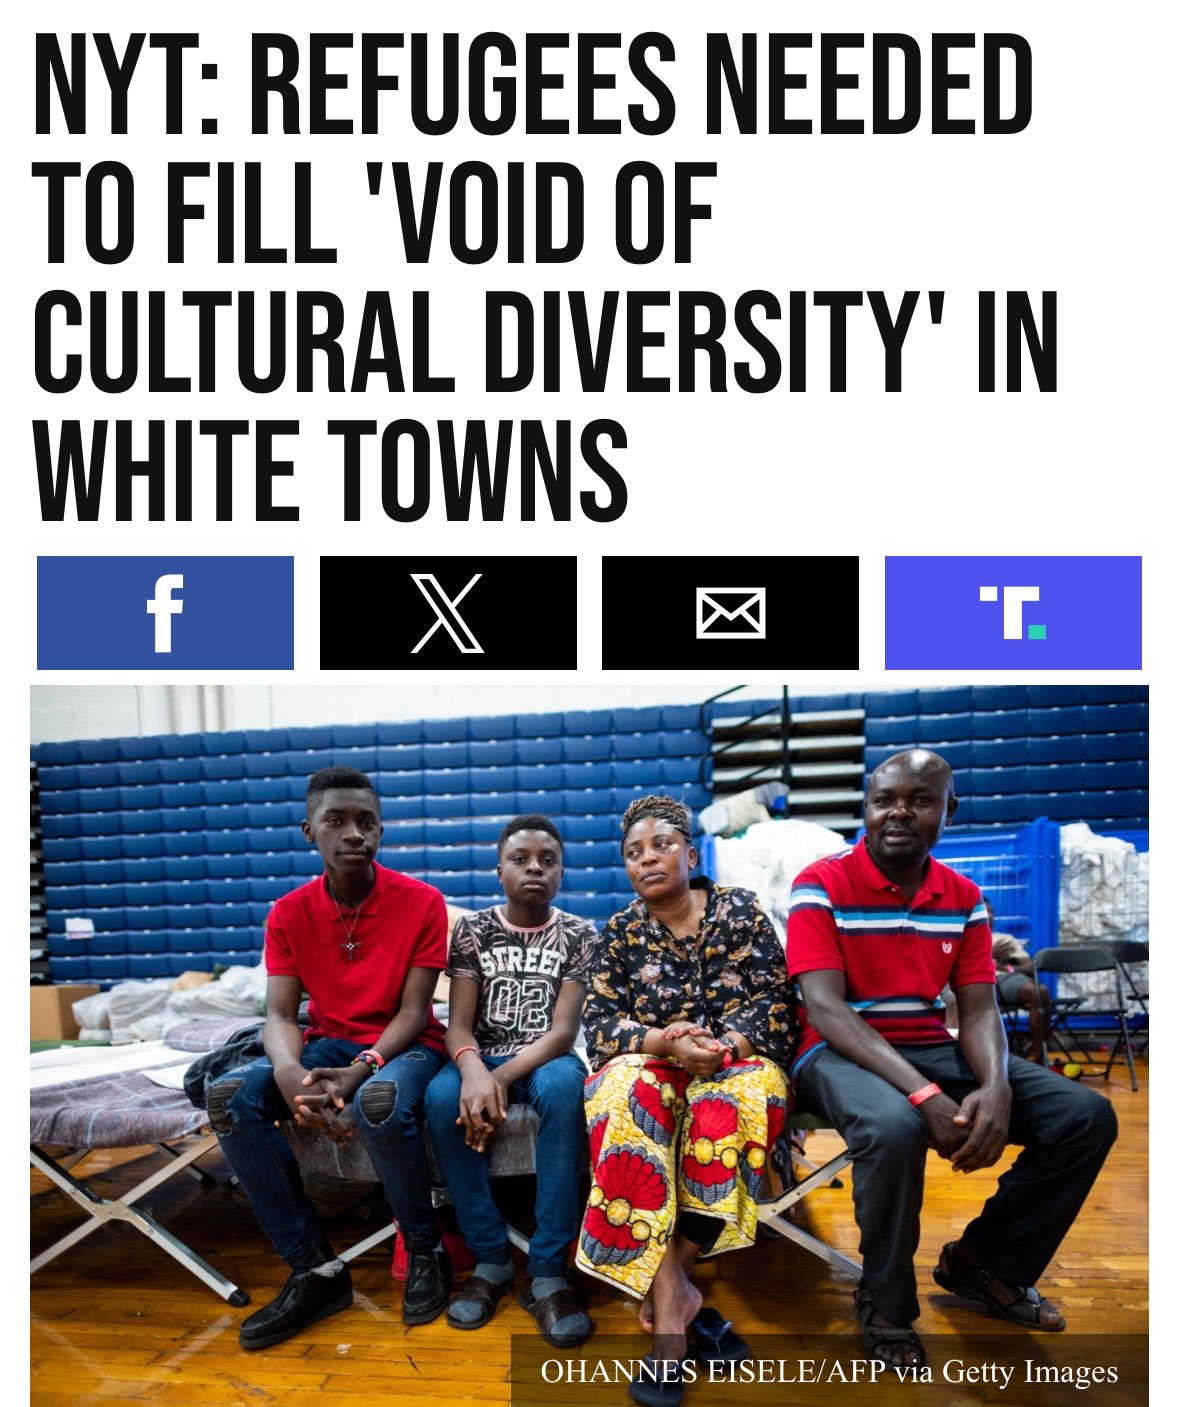 NYT: REFUGEES NEEDED
TO FILL 'VOID OF
CULTURAL DIVERSITY' IN
WHITE TOWNS
STREET
02
OHANNES EISELE/AFP via Getty Images